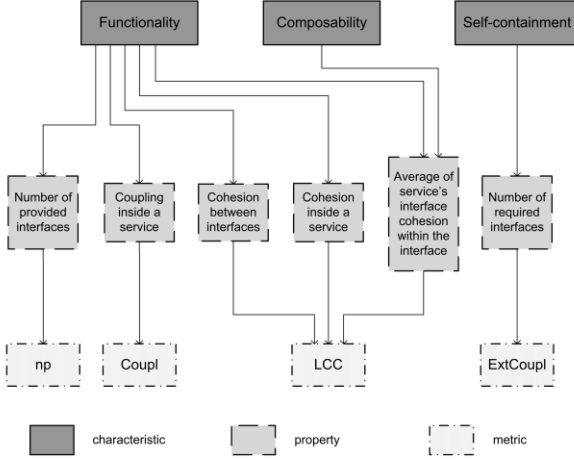 Functionality
Composability
Self-containment
Number of
provided
interfaces
Coupling
inside a
service
Cohesion
between
interfaces
Cohesion
inside a
service
Average of
service's
interface
cohesion
within the
interface
Number of
required
interfaces
np
Coupl
LCC
ExtCoupl
characteristic
property
metric